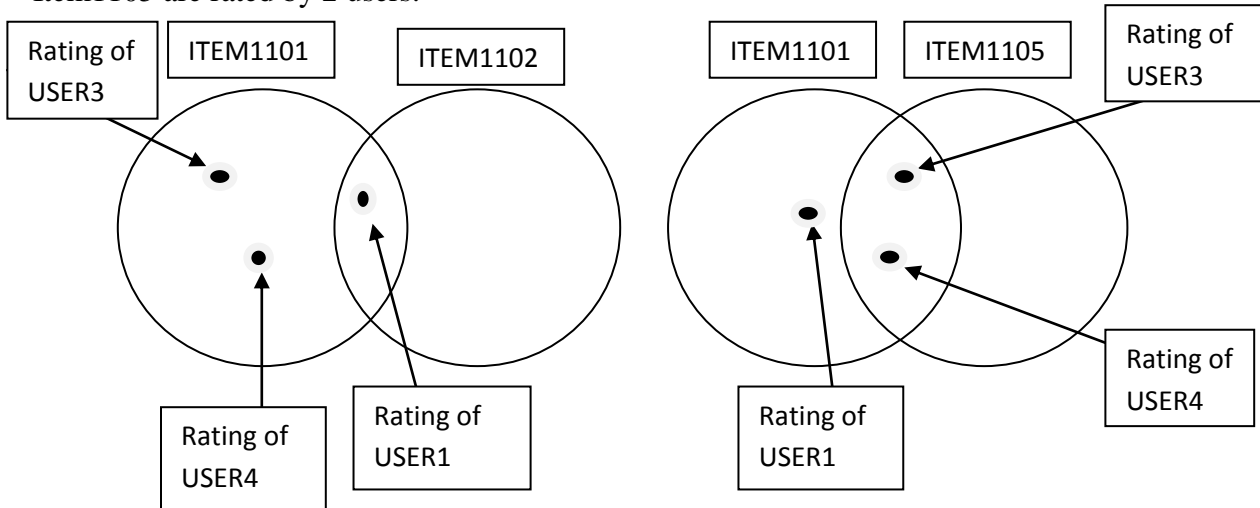 Item1105 are rated by 2 users.
Rating of
USER3
ITEM1101
ITEM1102
Rating of
USER4
Rating of
USER1
ITEM1101
ITEM1105
Rating of
USER3
Rating of
USER1
Rating of
USER4